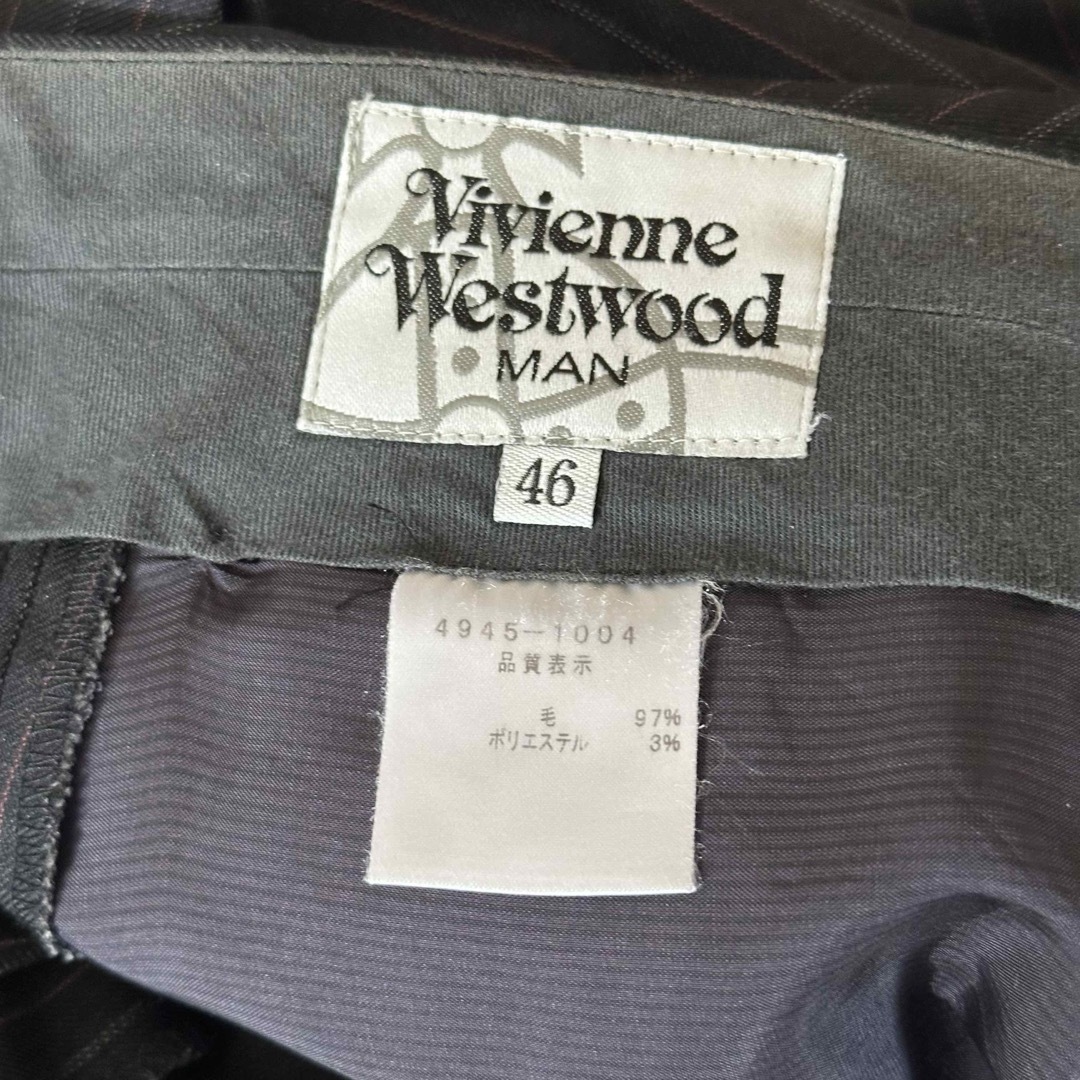 Vivienne
Westwood
MAN
46
4945-1004
品質表示
毛 97%
ポリエステル 3%